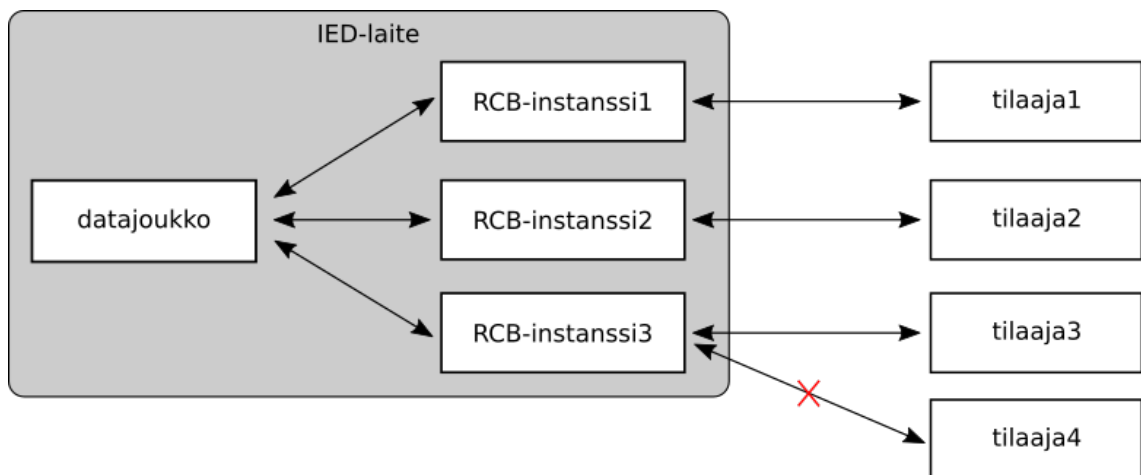 IED-laite
RCB-instanssi1
tilaaja1
datajoukko
RCB-instanssi2
tilaaja2
RCB-instanssi3
tilaaja3
tilaaja4